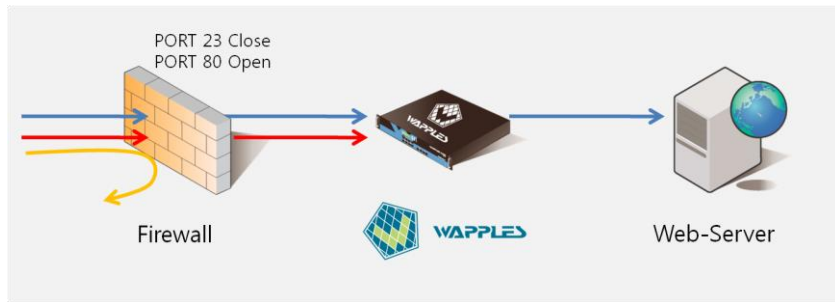 PORT 23 Close
PORT 80 Open
WAPPLES
Firewall
WAPPLES
Web-Server